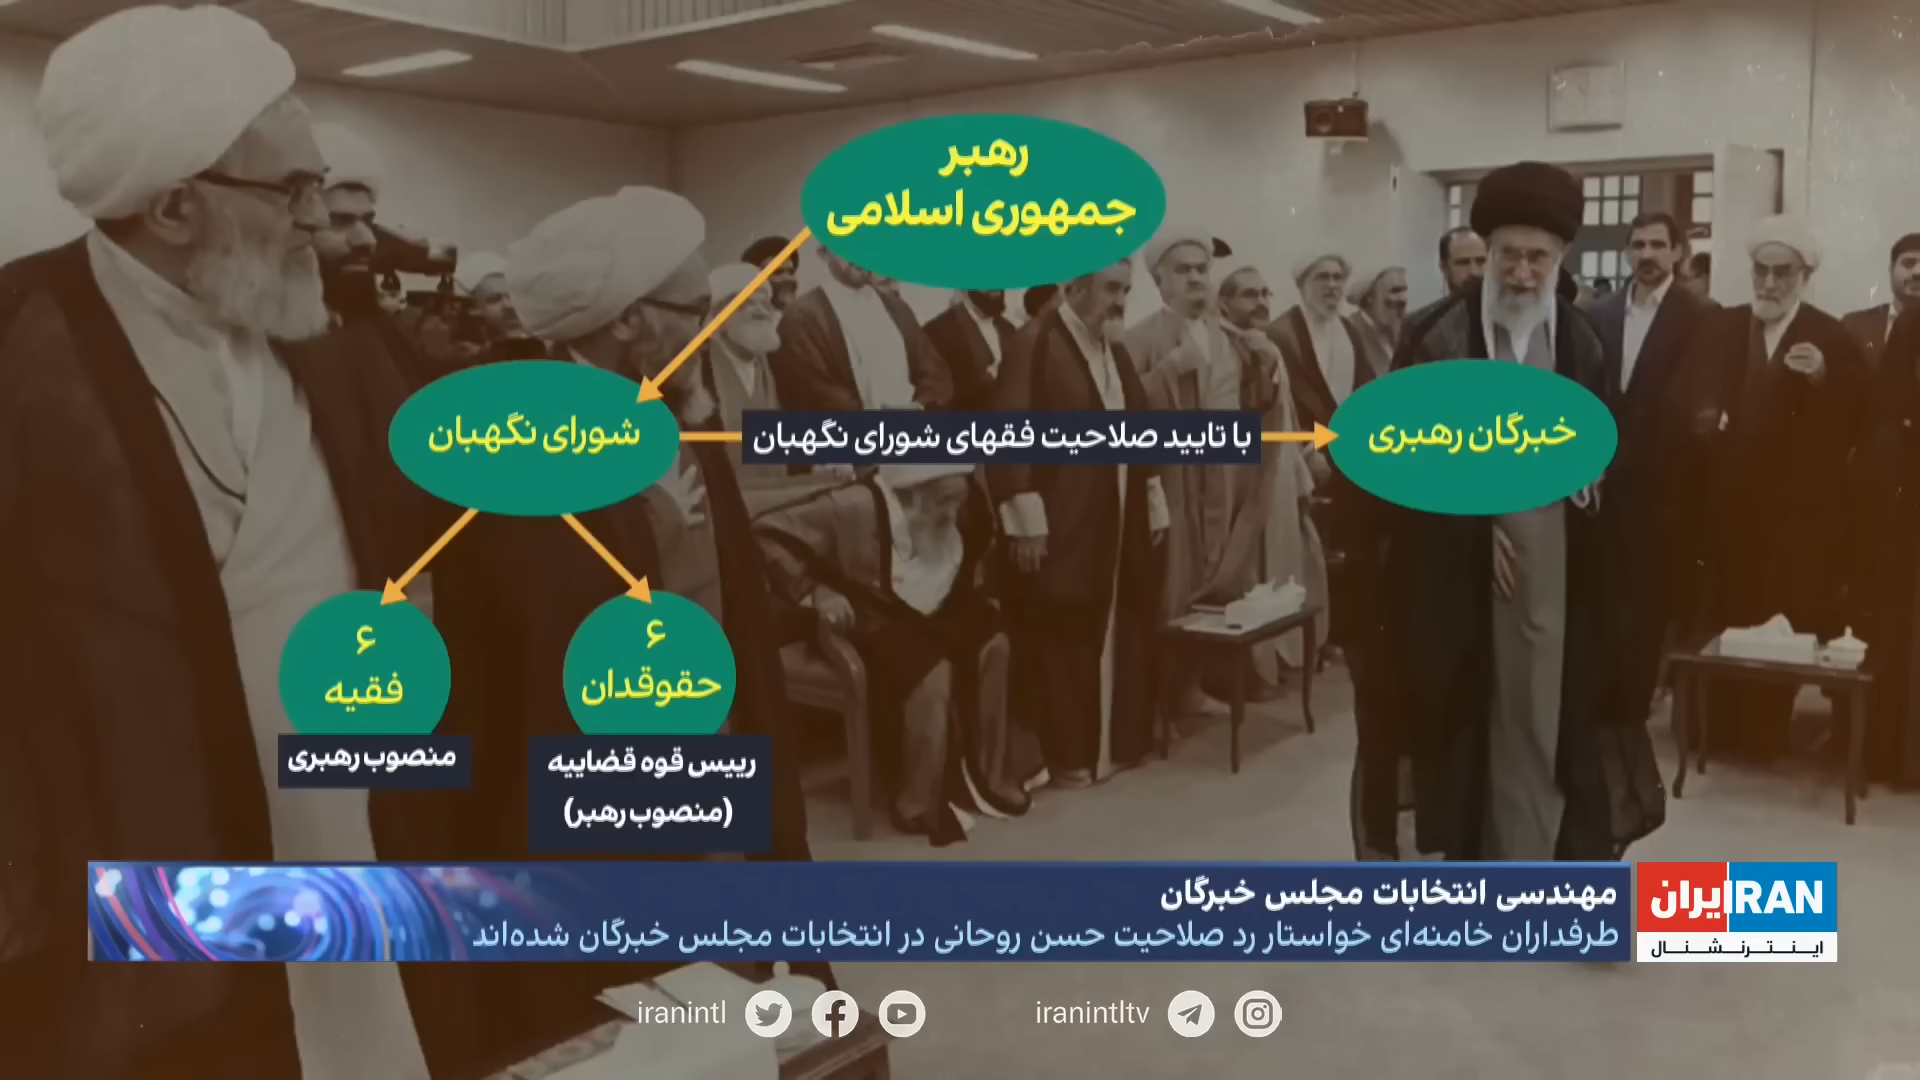 رهبر
جمهوری اسلامی
شورای نگهبان
با تایید صلاحیت فقهای شورای نگهبان
خبرگان رهبری
۶
فقیه
منصوب رهبری
۶
حقوقدان
رییس قوه قضاییه
(منصوب رهبر)
مهندسی انتخابات مجلس خبرگان
طرفداران خامنه‌ای خواستار رد صلاحیت حسن روحانی در انتخابات مجلس خبرگان شده‌اند
ایران IRAN
اینترنشنال
iranintl
iranintltv